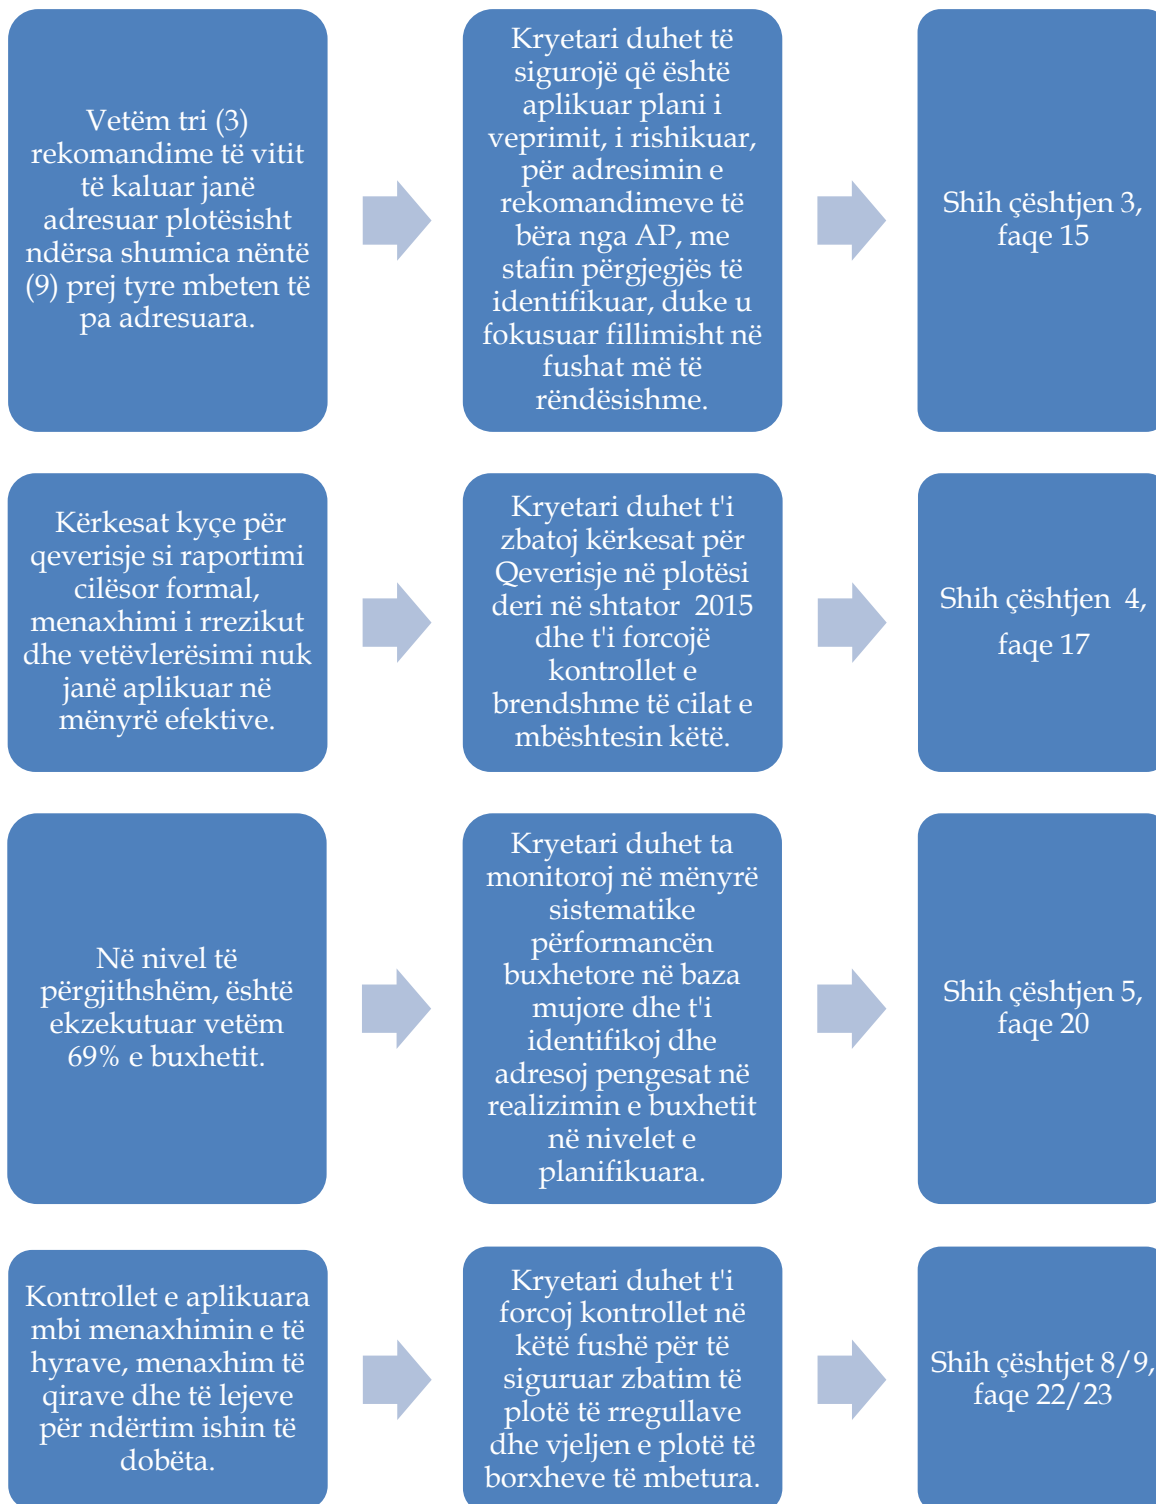 Vetëm tri (3)
rekomandime të vitit
të kaluar janë
adresuar plotësisht
ndërsa shumica nëntë
(9) prej tyre mbeten të
pa adresuara.
Kryetari duhet të
sigurojë që është
aplikuar plani i
veprimit, i rishikuar,
për adresimin e
rekomandimeve të
bëra nga AP, me
stafin përgjegjës të
identifikuar, duke u
fokusuar fillimisht në
fushat më të
rëndësishme.
Shih çështjen 3,
faqe 15
Kërkesat kyçe për
qeverisje si raportimi
cilësor formal,
menaxhimi i rrezikut
dhe vetëvlerësimi nuk
janë aplikuar në
mënyrë efektive.
Kryetari duhet t'i
zbatoj kërkesat për
Qeverisje në plotësi
deri në shtator 2015
dhe t'i forcojë
kontrollet e
brendshme të cilat e
mbështesin këtë.
Shih çështjen 4,
faqe 17
Në nivel të
përgjithshëm, është
ekzekutuar vetëm
69% e buxhetit.
Kryetari duhet ta
monitoroj në mënyrë
sistematike
përformancën
buxhetore në baza
mujore dhe t'i
identifikoj dhe
adresoj pengesat në
realizimin e buxhetit
në nivelet e
planifikuara.
Shih çështjen 5,
faqe 20
Kontrollet e aplikuara
mbi menaxhimin e të
hyrave, menaxhim të
qirave dhe të lejeve
për ndërtim ishin të
dobëta.
Kryetari duhet t'i
forcoj kontrollet në
këtë fushë për të
siguruar zbatim të
plotë të rregullave
dhe vjeljen e plotë të
borxheve të mbetura.
Shih çështjet 8/9,
faqe 22/23